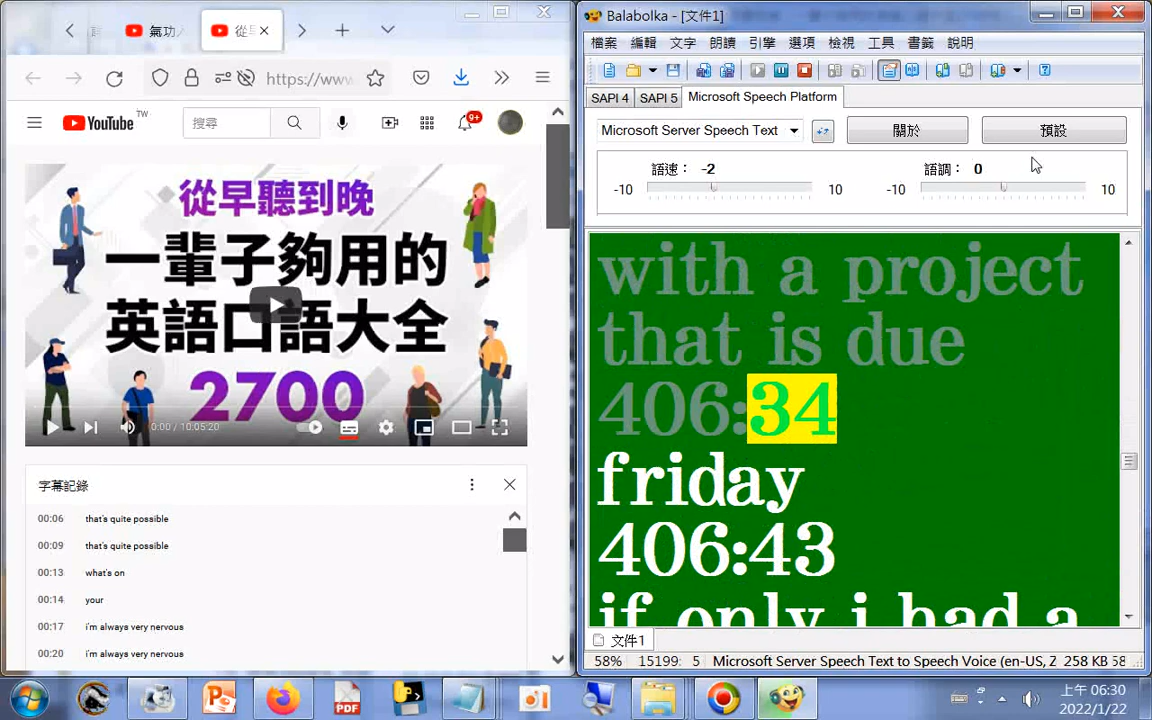 從
氣功
https://www
YouTube TW
搜尋
9+
從早聽到晚
一輩子夠用的
英語口語大全
2700
0:00 / 10:05:20
字幕記錄
00:06 that's quite possible
00:09 that's quite possible
00:13 what's on
00:14 your
00:17 i'm always very nervous
00:20 i'm always very nervous
Balabolka - [文件1]
檔案 編輯 文字 朗讀 引擎 選項 檢視 工具 書籤 說明
SAPI 4 SAPI 5 Microsoft Speech Platform
Microsoft Server Speech Text 關於 預設
語速： -2 語調： 0
-10 10 -10 10
with a project
that is due
406:34
friday
406:43
if only i had a
文件1
58% 15199: 5 Microsoft Server Speech Text to Speech Voice (en-US, Z 258 KB 58
PDF
上午 06:30
2022/1/22